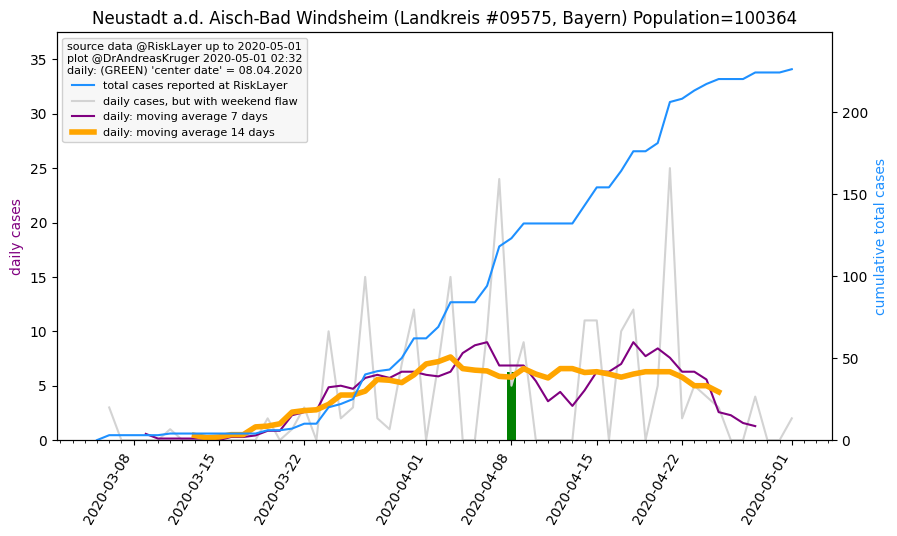 Neustadt a.d. Aisch-Bad Windsheim (Landkreis #09575, Bayern) Population=100364
source data @RiskLayer up to 2020-05-01
plot @DrAndreasKruger 2020-05-01 02:32
daily: (GREEN) 'center date' = 08.04.2020
total cases reported at RiskLayer
daily cases, but with weekend flaw
daily: moving average 7 days
daily: moving average 14 days
daily cases
35
30
25
20
15
10
5
0
cumulative total cases
200
150
100
50
0
2020-03-08
2020-03-15
2020-03-22
2020-04-01
2020-04-08
2020-04-15
2020-04-22
2020-05-01